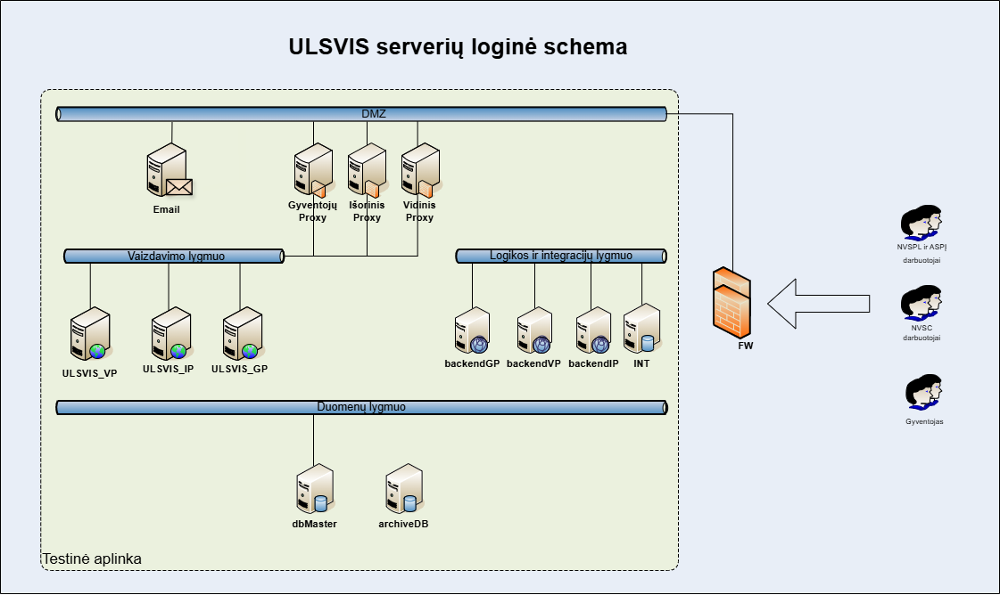 ULSVIS serverių loginė schema
DMZ
Email
Gyventojų
Proxy
Išorinis
Proxy
Vidinis
Proxy
Vaizdavimo lygmuo
Logikos ir integracijų lygmuo
ULSVIS_VP
ULSVIS_IP
ULSVIS_GP
backendGP
backendVP
backendIP
INT
Duomenų lygmuo
dbMaster
archiveDB
Testinė aplinka
FW
NVSPL ir ASPĮ
darbuotojai
NVSC
darbuotojai
Gyventojas